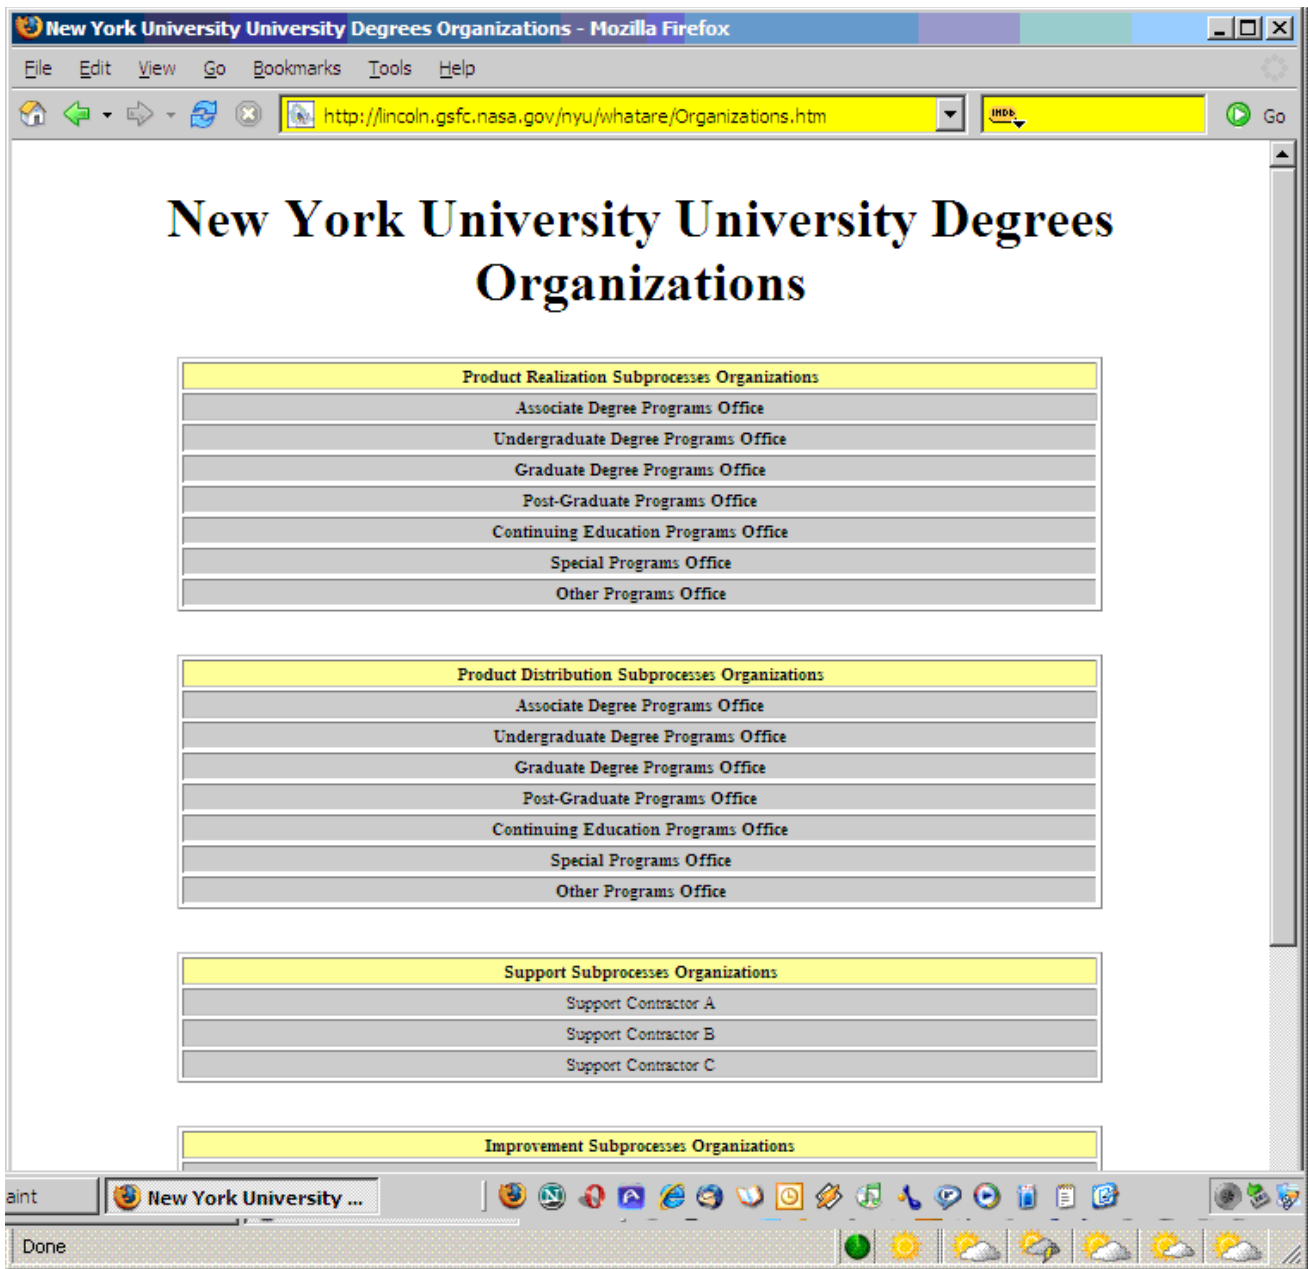 New York University University Degrees Organizations - Mozilla Firefox
File Edit View Go Bookmarks Tools Help
http://lincoln.gsfc.nasa.gov/nyu/whatare/Organizations.htm IMDb Go
New York University University Degrees
Organizations
Product Realization Subprocesses Organizations
Associate Degree Programs Office
Undergraduate Degree Programs Office
Graduate Degree Programs Office
Post-Graduate Programs Office
Continuing Education Programs Office
Special Programs Office
Other Programs Office
Product Distribution Subprocesses Organizations
Associate Degree Programs Office
Undergraduate Degree Programs Office
Graduate Degree Programs Office
Post-Graduate Programs Office
Continuing Education Programs Office
Special Programs Office
Other Programs Office
Support Subprocesses Organizations
Support Contractor A
Support Contractor B
Support Contractor C
Improvement Subprocesses Organizations
aint New York University ...
Done